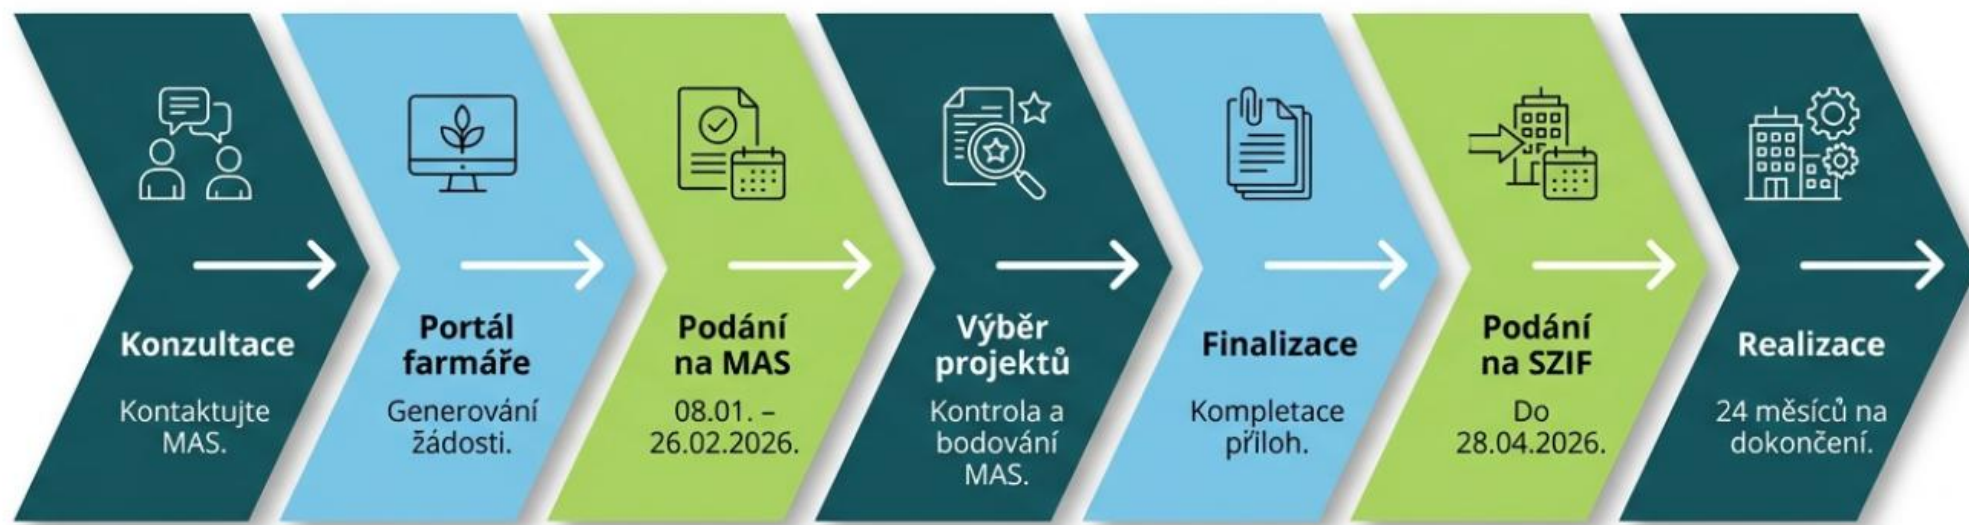 Konzultace
Kontaktujte
MAS.
Portál
farmáře
Generování
žádosti.
Podání
na MAS
08.01. –
26.02.2026.
Výběr
projektů
Kontrola a
bodování
MAS.
Finalizace
Kompletace
příloh.
Podání
na SZIF
Do
28.04.2026.
Realizace
24 měsíců na
dokončení.